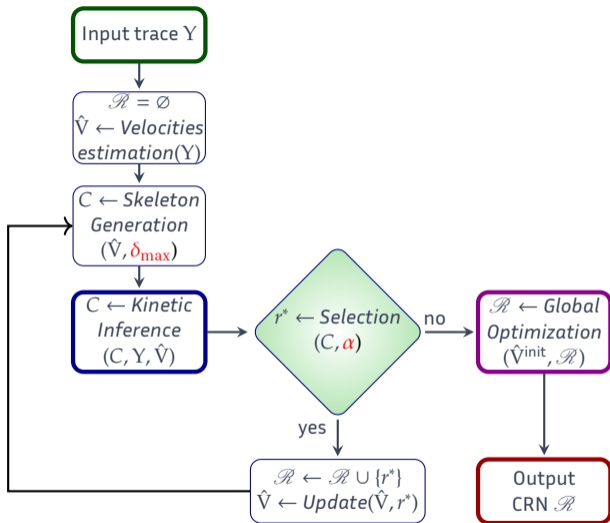 Input trace Y
ℛ = ∅
V̂ ← Velocities
estimation(Y)
C ← Skeleton
Generation
(V̂, δmax)
C ← Kinetic
Inference
(C, Y, V̂)
r* ← Selection
(C, α)
no
ℛ ← Global
Optimization
(V̂init, ℛ)
yes
ℛ ← ℛ ∪ {r*}
V̂ ← Update(V̂, r*)
Output
CRN ℛ